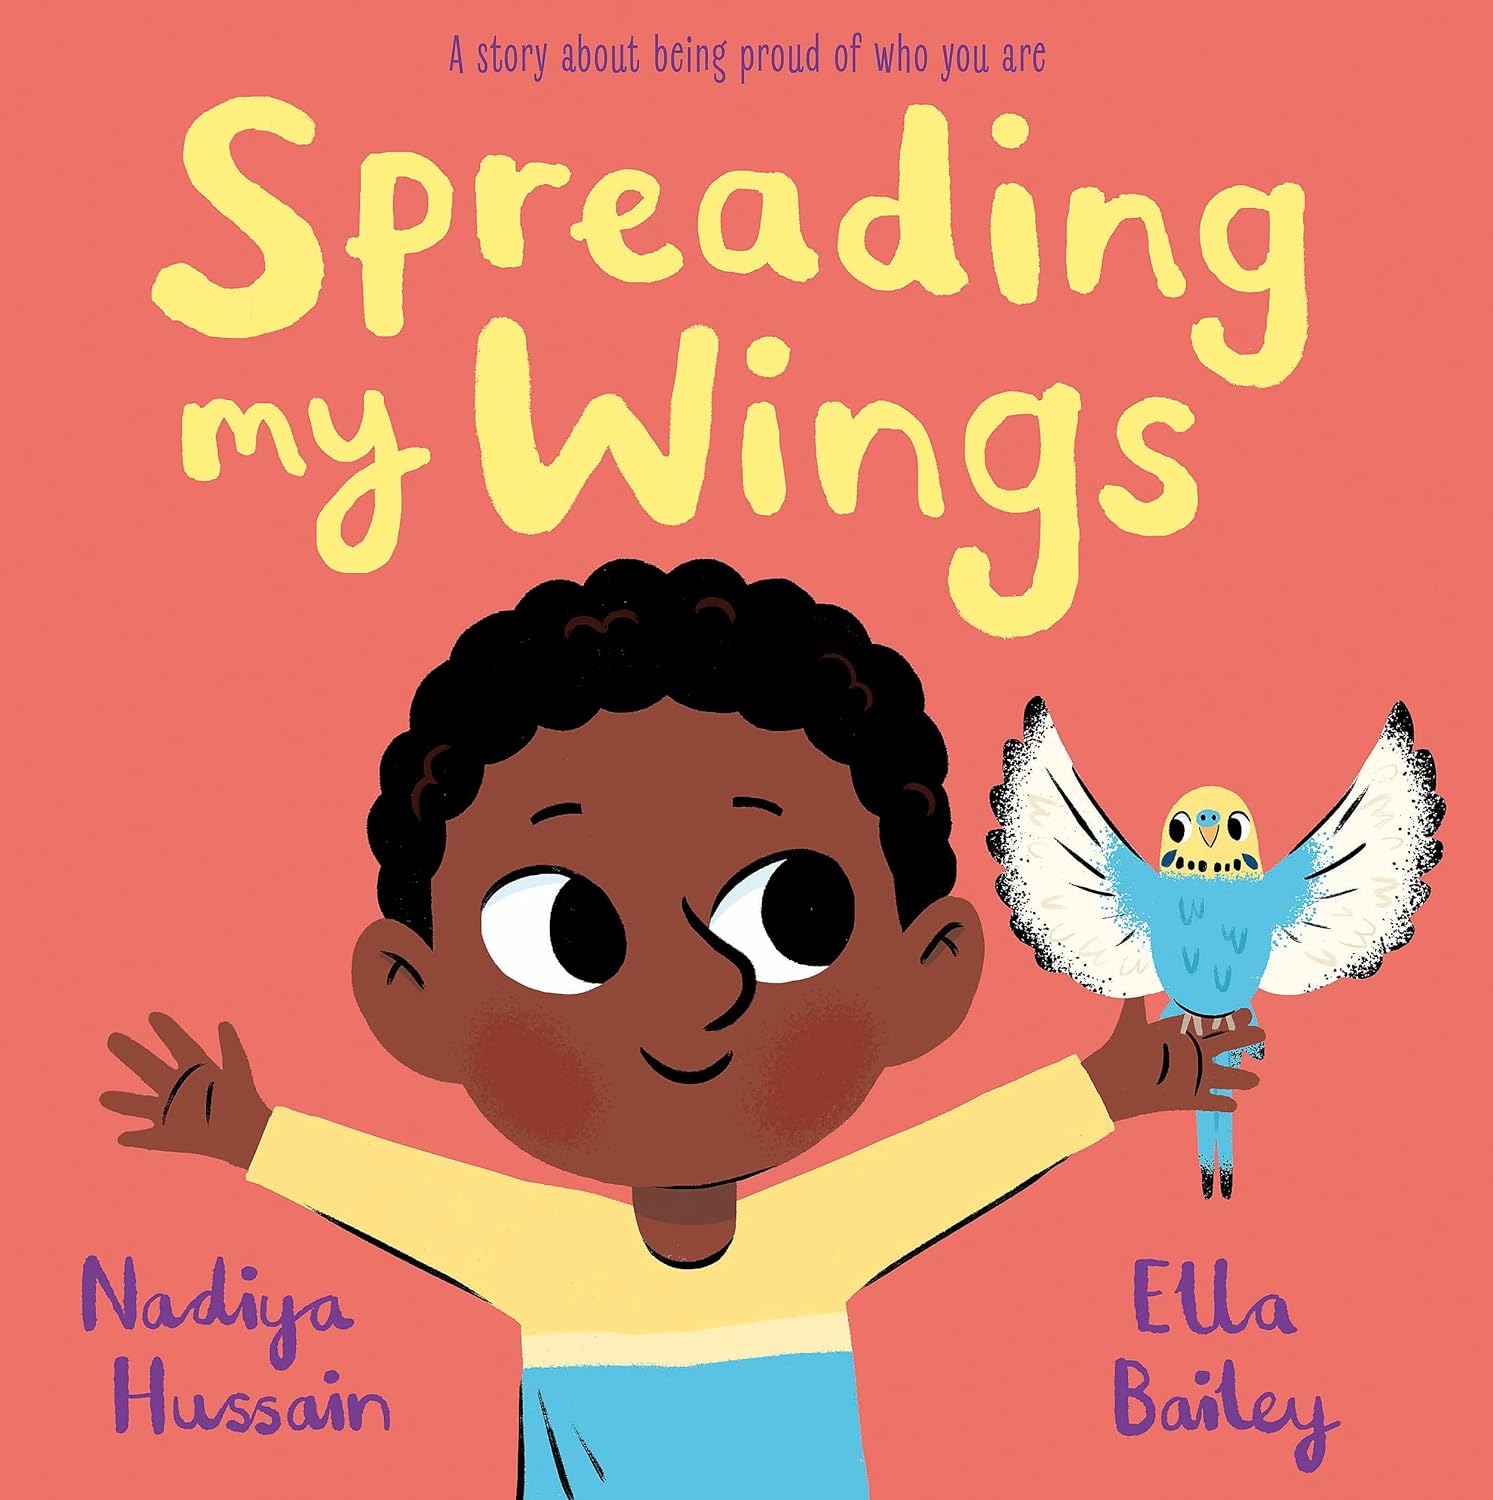 A story about being proud of who you are
Spreading
my Wings
Nadiya
Hussain
Ella
Bailey